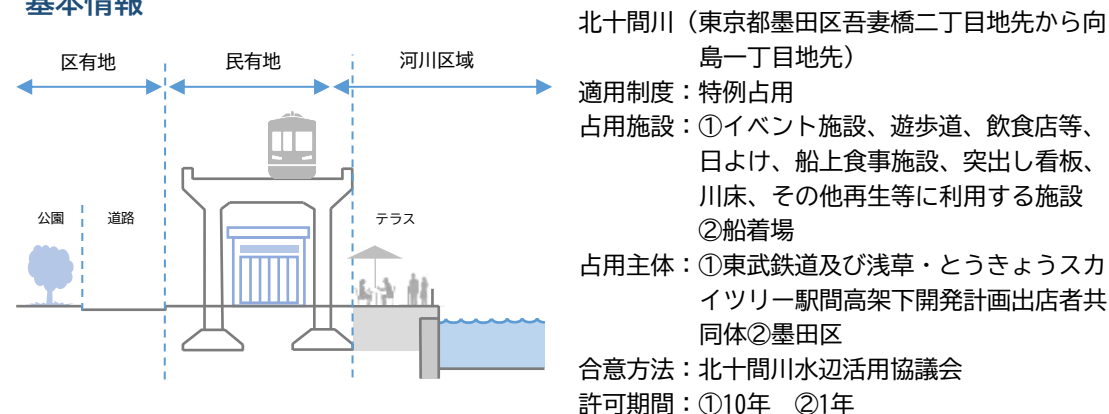 基本情報
区有地
民有地
河川区域
公園
道路
テラス
北十間川（東京都墨田区吾妻橋二丁目地先から向
島一丁目地先）
適用制度：特例占用
占用施設：①イベント施設、遊歩道、飲食店等、
日よけ、船上食事施設、突出し看板、
川床、その他再生等に利用する施設
②船着場
占用主体：①東武鉄道及び浅草・とうきょうスカ
イツリー駅間高架下開発計画出店者共
同体②墨田区
合意方法：北十間川水辺活用協議会
許可期間：①10年　②1年